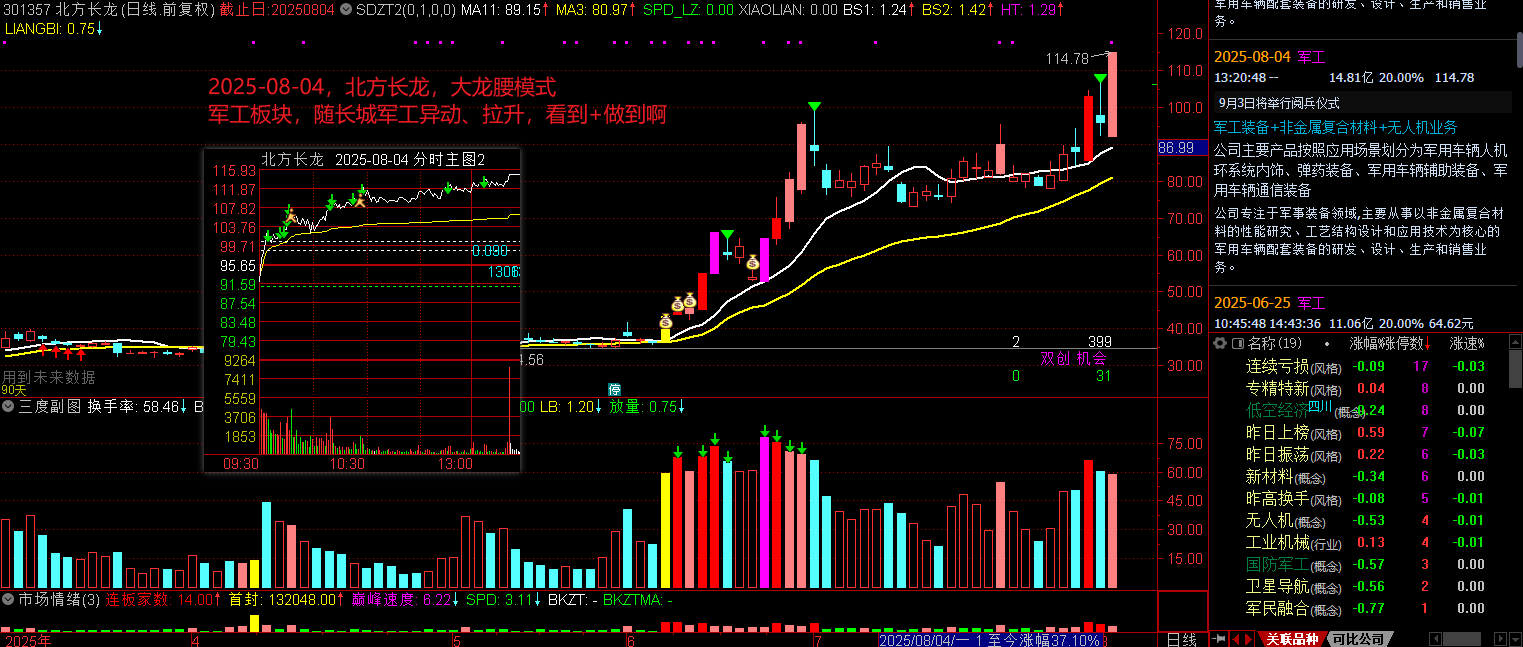 301357 北方长龙(日线 前复权) 截止日:20250804 SDZT2(0,1,0,0) MA11: 89.15↑ MA3: 80.97↑ SPD_LZ: 0.00 XIAOLIAN: 0.00 BS1: 1.24↑ BS2: 1.42↑ HT: 1.29↑
LIANGBI: 0.75↓
2025-08-04，北方长龙，大龙腰模式
军工板块，随长城军工异动、拉升，看到+做到啊
114.78
北方长龙 2025-08-04 分时主图2
115.93
111.87
107.82
103.76
99.71
95.65
91.59
87.54
83.48
79.43
9264
7411
5559
3706
1853
0.090
1306
09:30 10:30 13:00
4.56
停
2 399
双创 机会
0 31
120.0
110.0
100.0
86.99
80.00
70.00
60.00
50.00
40.00
30.00
用到未来数据
90天
三度副图 换手率: 58.46↓ B
00 LB: 1.20↓ 放量: 0.75↓
75.00
60.00
45.00
30.00
15.00
市场情绪(3) 连板家数: 14.00↑ 首封: 132048.00↑ 巅峰速度: 6.22↓ SPD: 3.11↓ BKZT: - BKZTMA: -
2025年 4 5 6 7 2025/08/04/一 1 至今涨幅37.10% 8 日线
军用车辆配套装备的研发、设计、生产和销售业
务。
2025-08-04 军工
13:20:48 -- 14.81亿 20.00% 114.78
9月3日将举行阅兵仪式
军工装备+非金属复合材料+无人机业务
公司主要产品按照应用场景划分为军用车辆人机
环系统内饰、弹药装备、军用车辆辅助装备、军
用车辆通信装备
公司专注于军事装备领域,主要从事以非金属复合材
料的性能研究、工艺结构设计和应用技术为核心的
军用车辆配套装备的研发、设计、生产和销售业
务。
2025-06-25 军工
10:45:48 14:43:36 11.06亿 20.00% 64.62元
名称(19) • 涨幅% 涨停数↓ 涨速%
连续亏损(风格) -0.09 17 -0.03
专精特新(风格) 0.04 8 0.00
低空经济 四川 (概念) 0.24 8 0.00
昨日上榜(风格) 0.59 7 -0.07
昨日振荡(风格) 0.22 6 -0.03
新材料(概念) -0.34 6 0.00
昨高换手(风格) -0.08 5 -0.01
无人机(概念) -0.53 4 -0.01
工业机械(行业) 0.13 4 -0.01
国防军工(概念) -0.57 3 0.00
卫星导航(概念) -0.56 2 0.00
军民融合(概念) -0.77 1 0.00
关联品种 可比公司